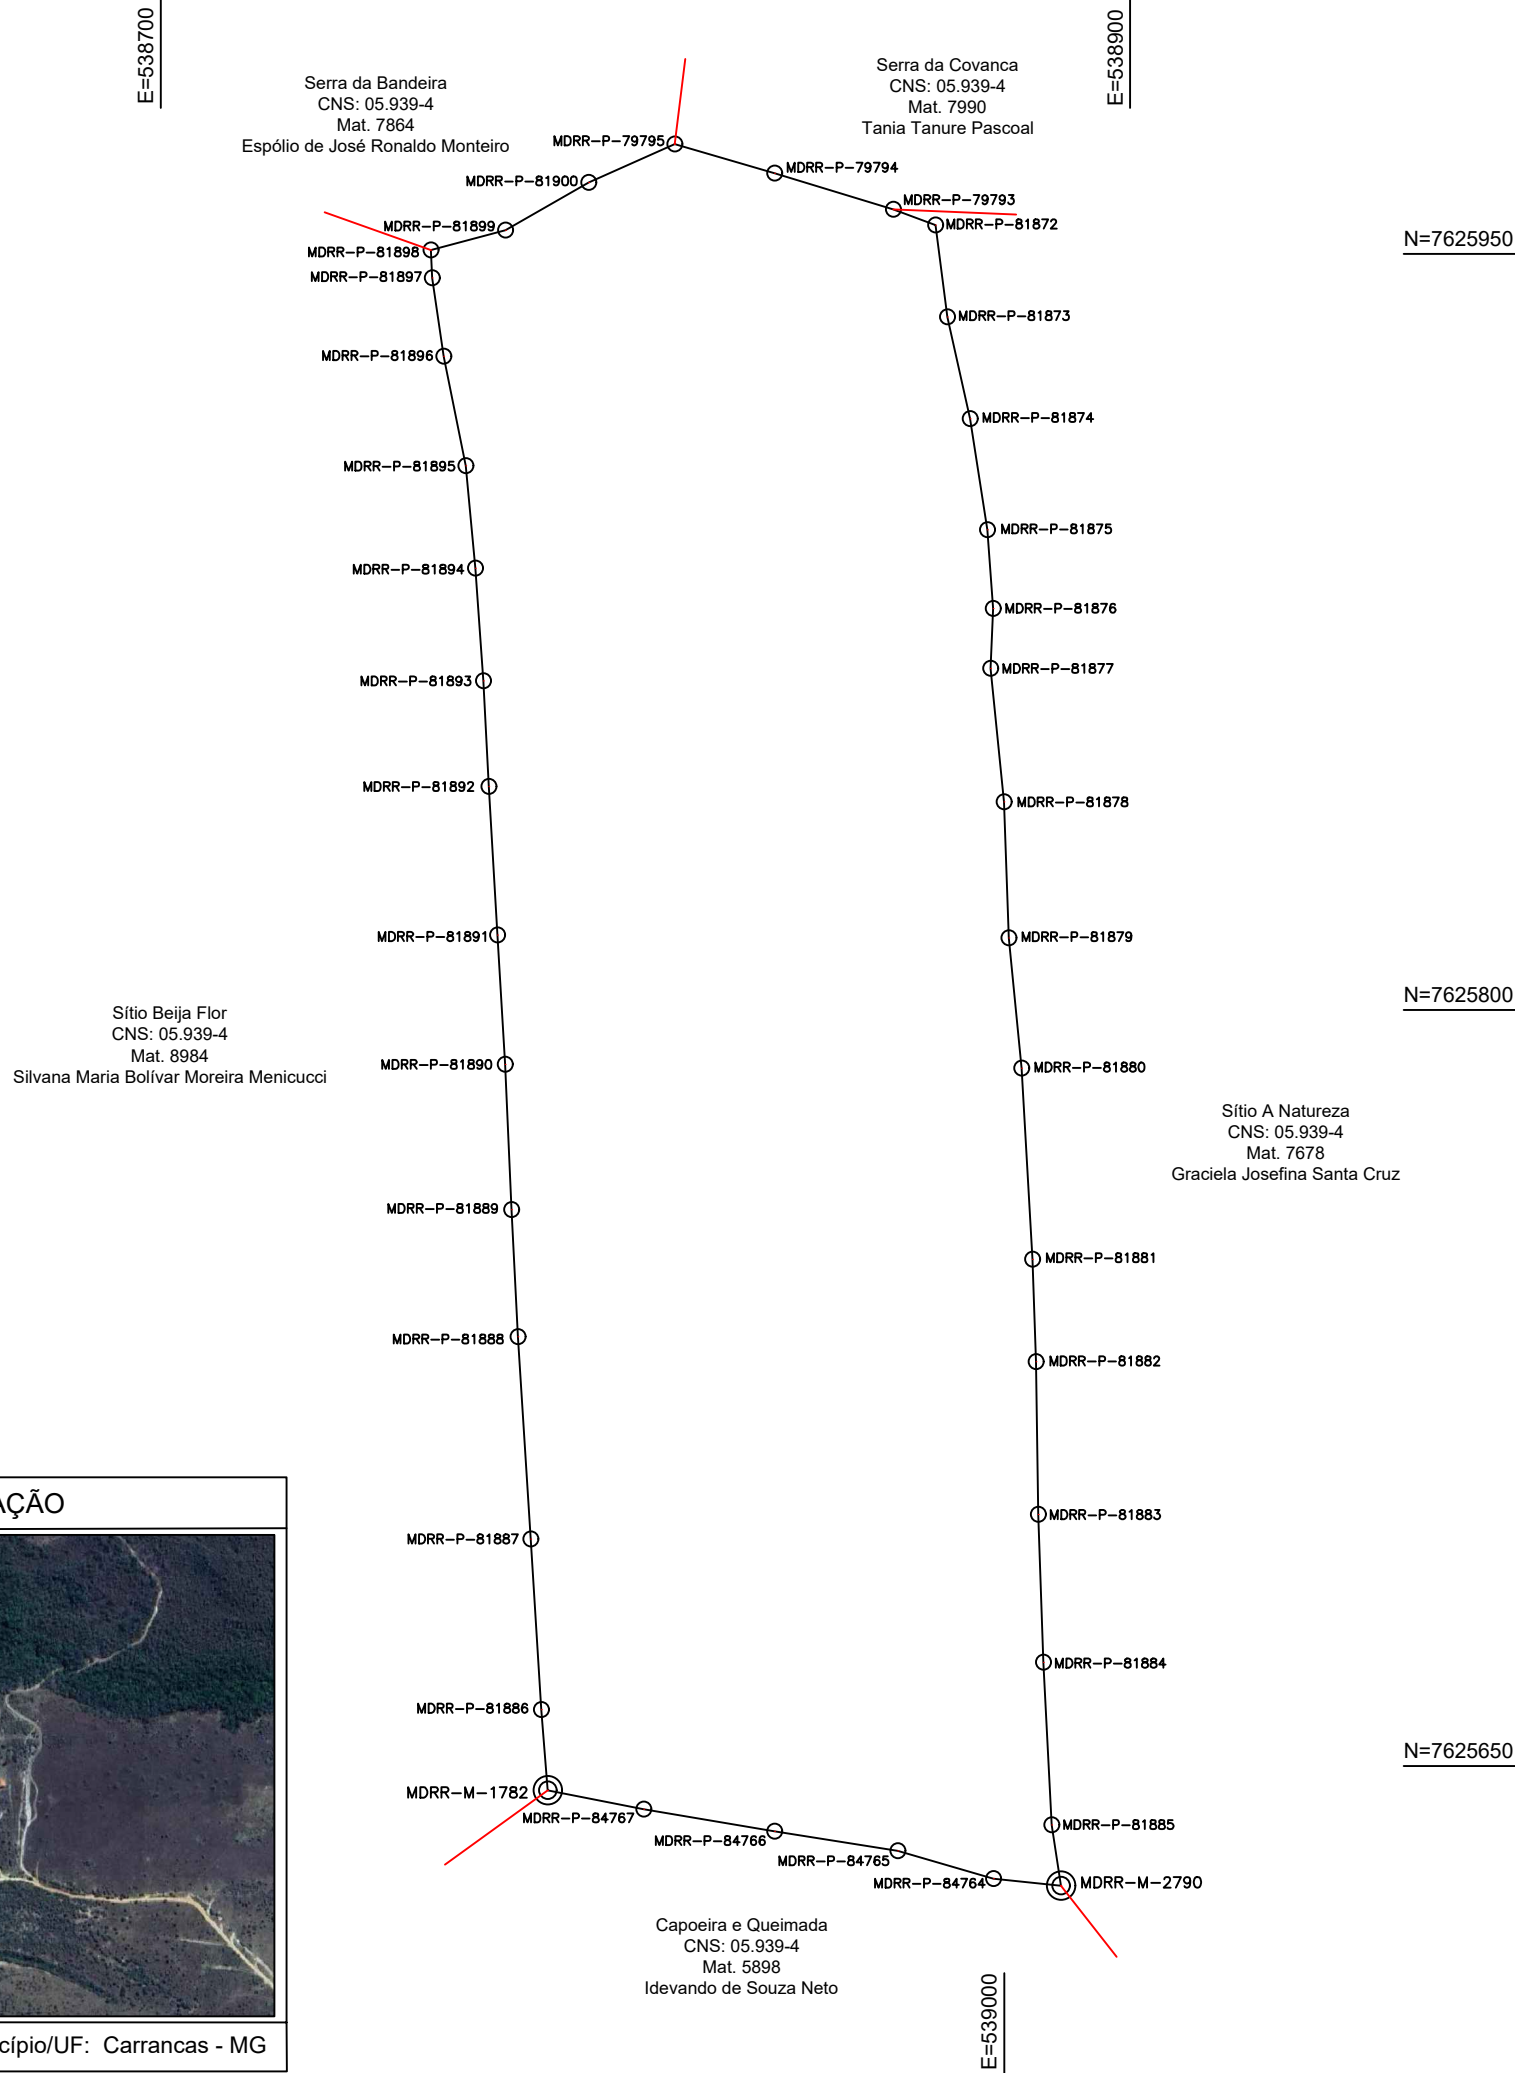 E=538700
E=538900
Serra da Bandeira
CNS: 05.939-4
Mat. 7864
Espólio de José Ronaldo Monteiro
Serra da Covanca
CNS: 05.939-4
Mat. 7990
Tania Tanure Pascoal
MDRR-P-79795
MDRR-P-79794
MDRR-P-81900
MDRR-P-79793
MDRR-P-81899
MDRR-P-81872
N=7625950
MDRR-P-81898
MDRR-P-81897
MDRR-P-81873
MDRR-P-81896
MDRR-P-81874
MDRR-P-81895
MDRR-P-81875
MDRR-P-81894
MDRR-P-81876
MDRR-P-81877
MDRR-P-81893
MDRR-P-81892
MDRR-P-81878
MDRR-P-81891
MDRR-P-81879
N=7625800
Sítio Beija Flor
CNS: 05.939-4
Mat. 8984
Silvana Maria Bolívar Moreira Menicucci
MDRR-P-81890
MDRR-P-81880
Sítio A Natureza
CNS: 05.939-4
Mat. 7678
Graciela Josefina Santa Cruz
MDRR-P-81889
MDRR-P-81881
MDRR-P-81888
MDRR-P-81882
AÇÃO
MDRR-P-81883
MDRR-P-81887
MDRR-P-81884
MDRR-P-81886
N=7625650
MDRR-M-1782
MDRR-P-84767
MDRR-P-81885
MDRR-P-84766
MDRR-P-84765
MDRR-P-84764
MDRR-M-2790
Capoeira e Queimada
CNS: 05.939-4
Mat. 5898
Idevando de Souza Neto
E=539000
cípio/UF: Carrancas - MG